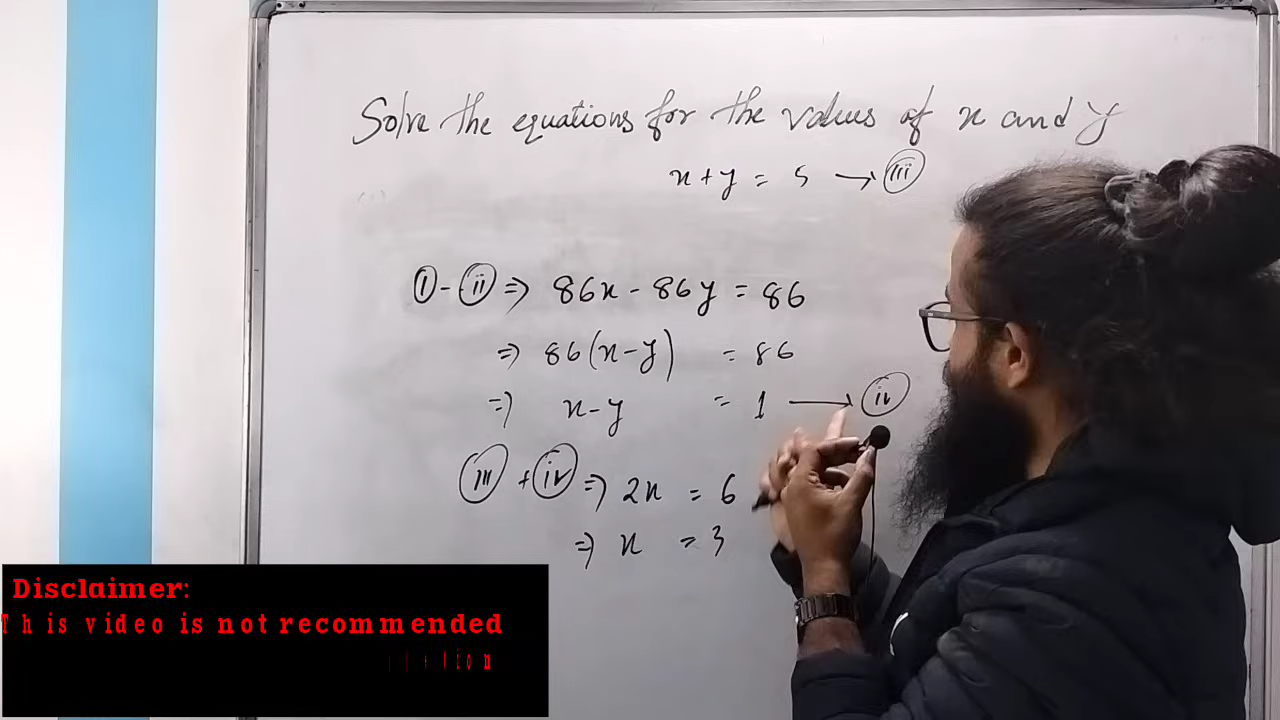 Solve the equations for the values of x and y
x + y = 5 → (iii)
(i) - (ii) ⇒ 86x - 86y = 86
⇒ 86(x - y) = 86
⇒ x - y = 1 → (iv)
(iii) + (iv) ⇒ 2x = 6
⇒ x = 3
Disclaimer:
This video is not recommended